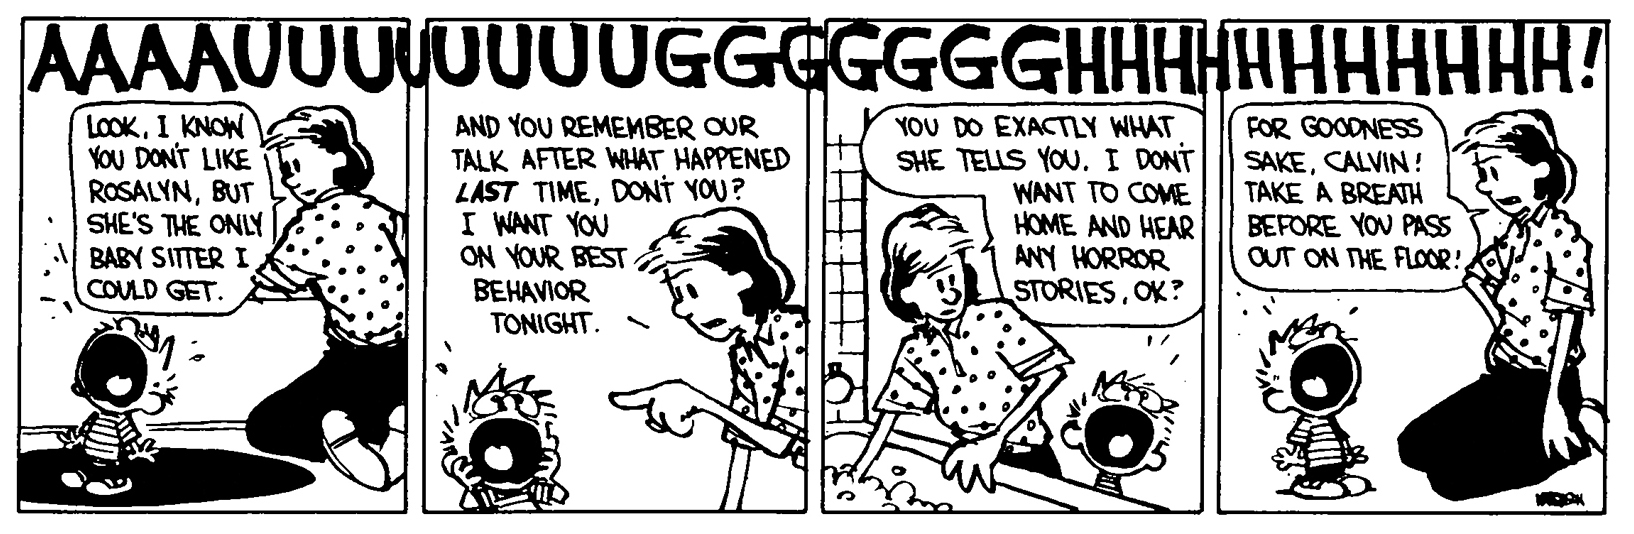 AAAAUUUUUUUUGGGGGGGHHHHHHHHHHH!
LOOK, I KNOW
YOU DON'T LIKE
ROSALYN, BUT
SHE'S THE ONLY
BABY SITTER I
COULD GET.
AND YOU REMEMBER OUR
TALK AFTER WHAT HAPPENED
LAST TIME, DON'T YOU?
I WANT YOU
ON YOUR BEST
BEHAVIOR
TONIGHT.
YOU DO EXACTLY WHAT
SHE TELLS YOU. I DON'T
WANT TO COME
HOME AND HEAR
ANY HORROR
STORIES, OK?
FOR GOODNESS
SAKE, CALVIN!
TAKE A BREATH
BEFORE YOU PASS
OUT ON THE FLOOR!